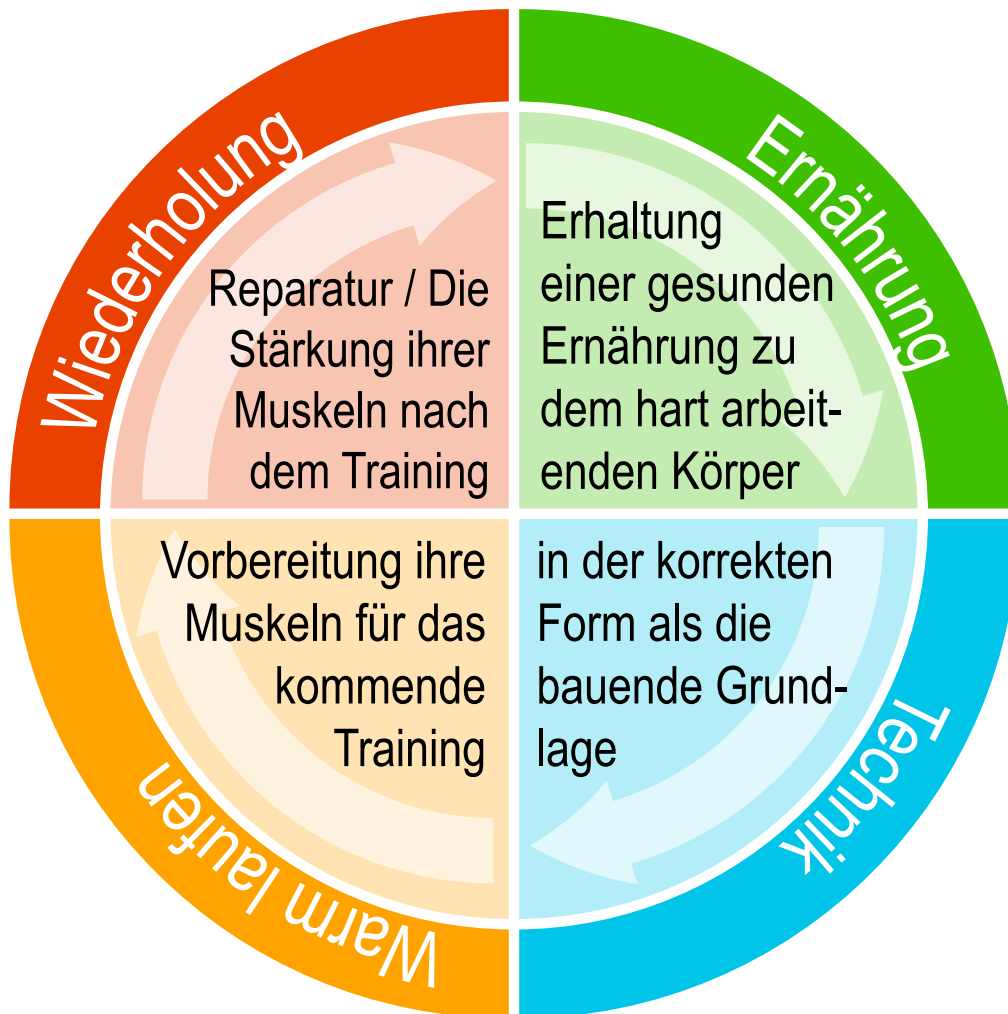 Wiederholung
Reparatur / Die
Stärkung ihrer
Muskeln nach
dem Training
Ernährung
Erhaltung
einer gesunden
Ernährung zu
dem hart arbeit-
enden Körper
Technik
in der korrekten
Form als die
bauende Grund-
lage
Warm laufen
Vorbereitung ihre
Muskeln für das
kommende
Training